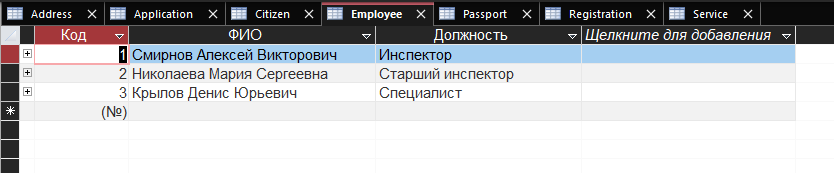 Address Application Citizen Employee Passport Registration Service
Код ФИО Должность Щелкните для добавления
1 Смирнов Алексей Викторович Инспектор
2 Николаева Мария Сергеевна Старший инспектор
3 Крылов Денис Юрьевич Специалист
(№)